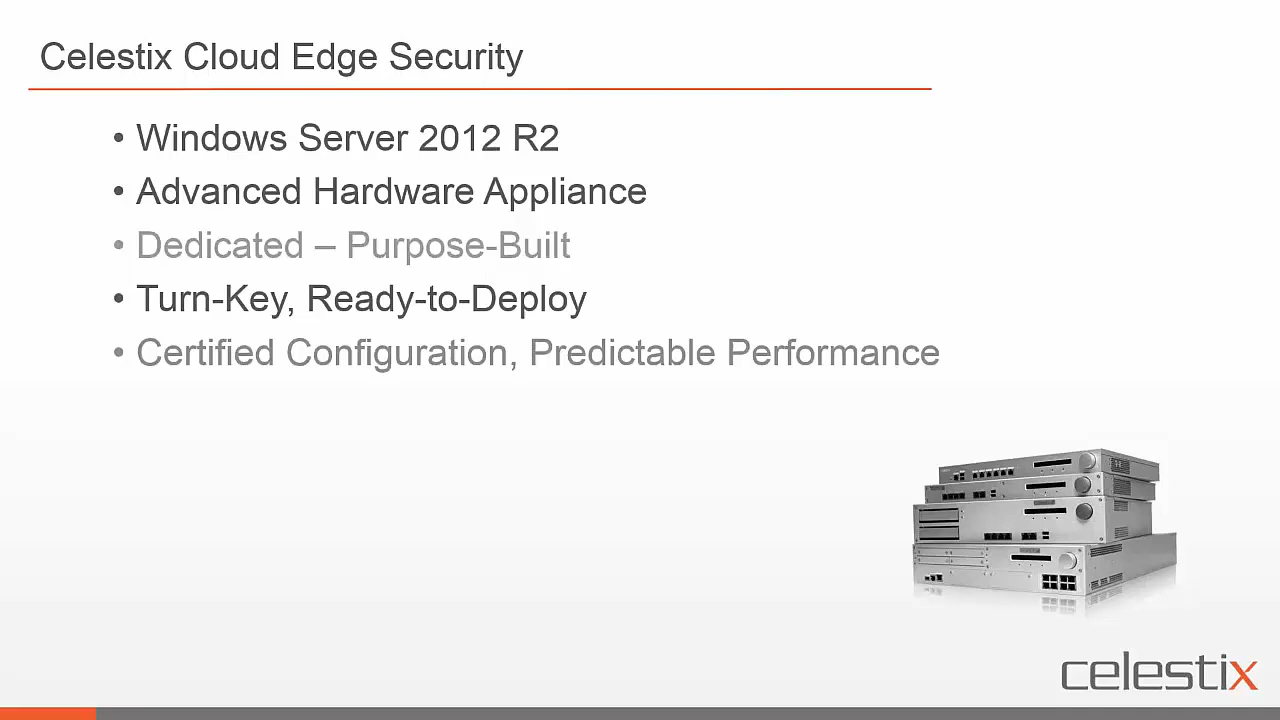 Celestix Cloud Edge Security
• Windows Server 2012 R2
• Advanced Hardware Appliance
• Dedicated – Purpose-Built
• Turn-Key, Ready-to-Deploy
• Certified Configuration, Predictable Performance
celestix